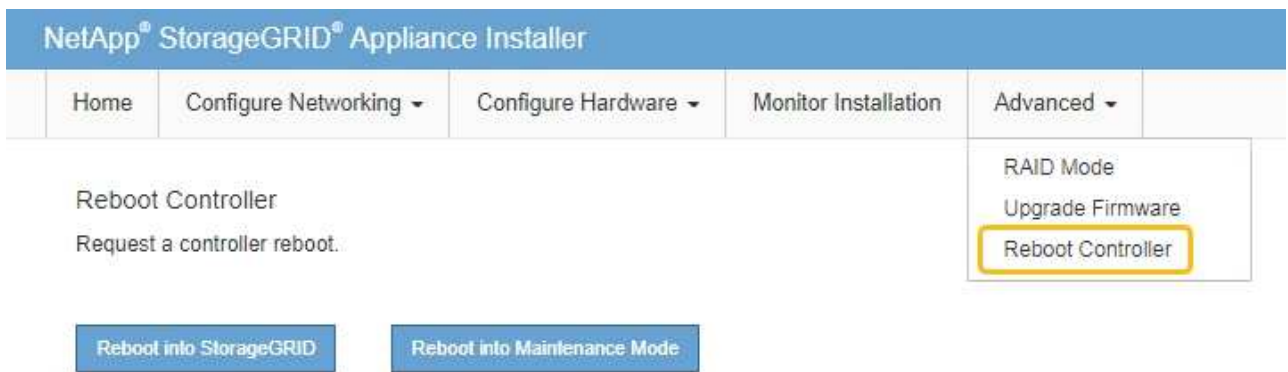 NetApp® StorageGRID® Appliance Installer
Home Configure Networking Configure Hardware Monitor Installation Advanced
RAID Mode
Upgrade Firmware
Reboot Controller
Reboot Controller
Request a controller reboot.
Reboot into StorageGRID Reboot into Maintenance Mode